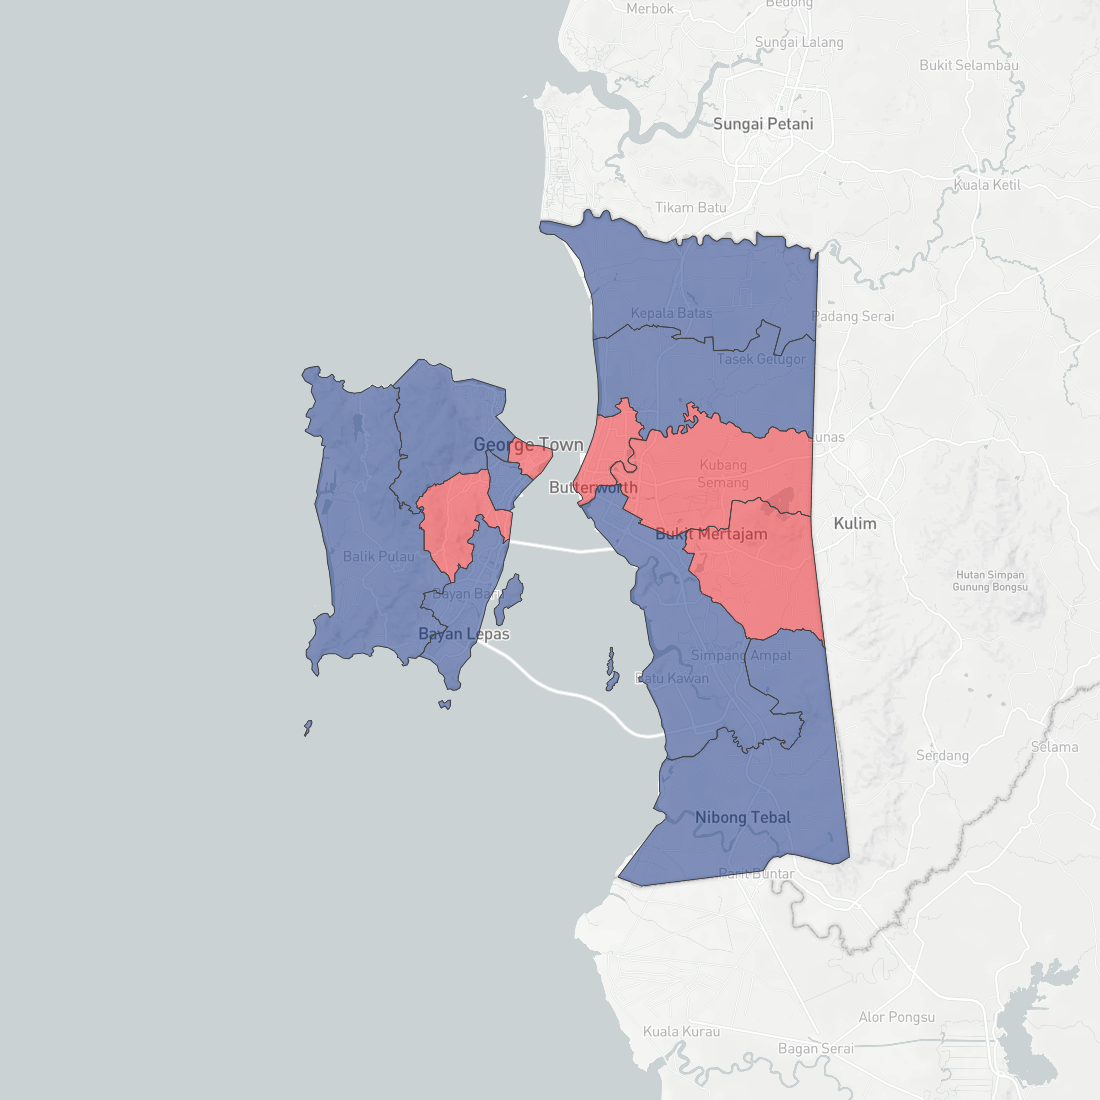 Merbok
Bedong
Sungai Lalang
Bukit Selambau
Sungai Petani
Kuala Ketil
Tikam Batu
Kepala Batas
Padang Serai
Tasek Gelugor
George Town
Lunas
Kubang
Semang
Butterworth
Kulim
Bukit Mertajam
Balik Pulau
Hutan Simpan
Gunung Bongsu
Bayan Baru
Bayan Lepas
Simpang Ampat
Batu Kawan
Selama
Serdang
Nibong Tebal
Parit Buntar
Alor Pongsu
Kuala Kurau
Bagan Serai